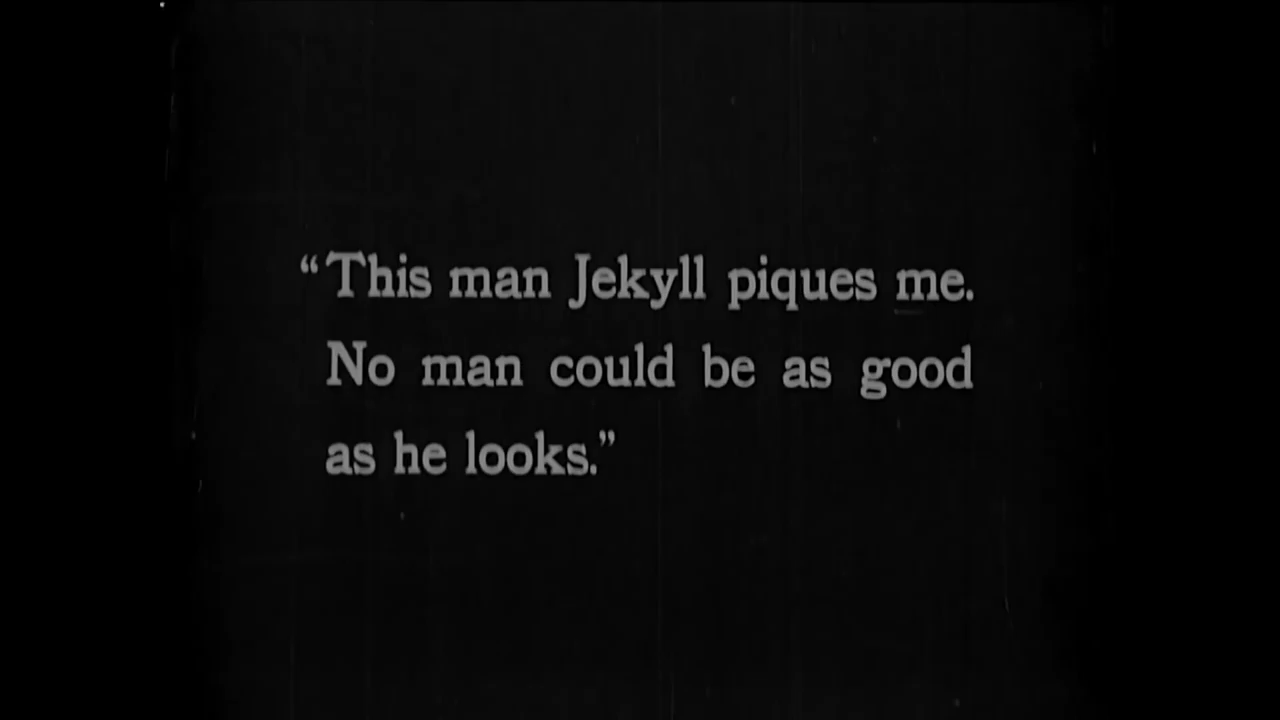 “This man Jekyll piques me.
No man could be as good
as he looks.”